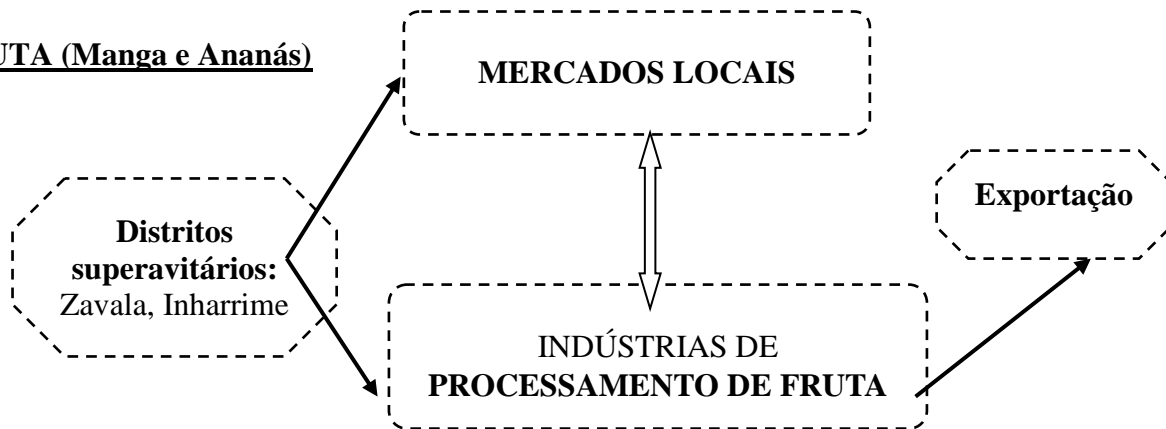 UTA (Manga e Ananás)
MERCADOS LOCAIS
Distritos
superavitários:
Zavala, Inharrime
Exportação
INDÚSTRIAS DE
PROCESSAMENTO DE FRUTA